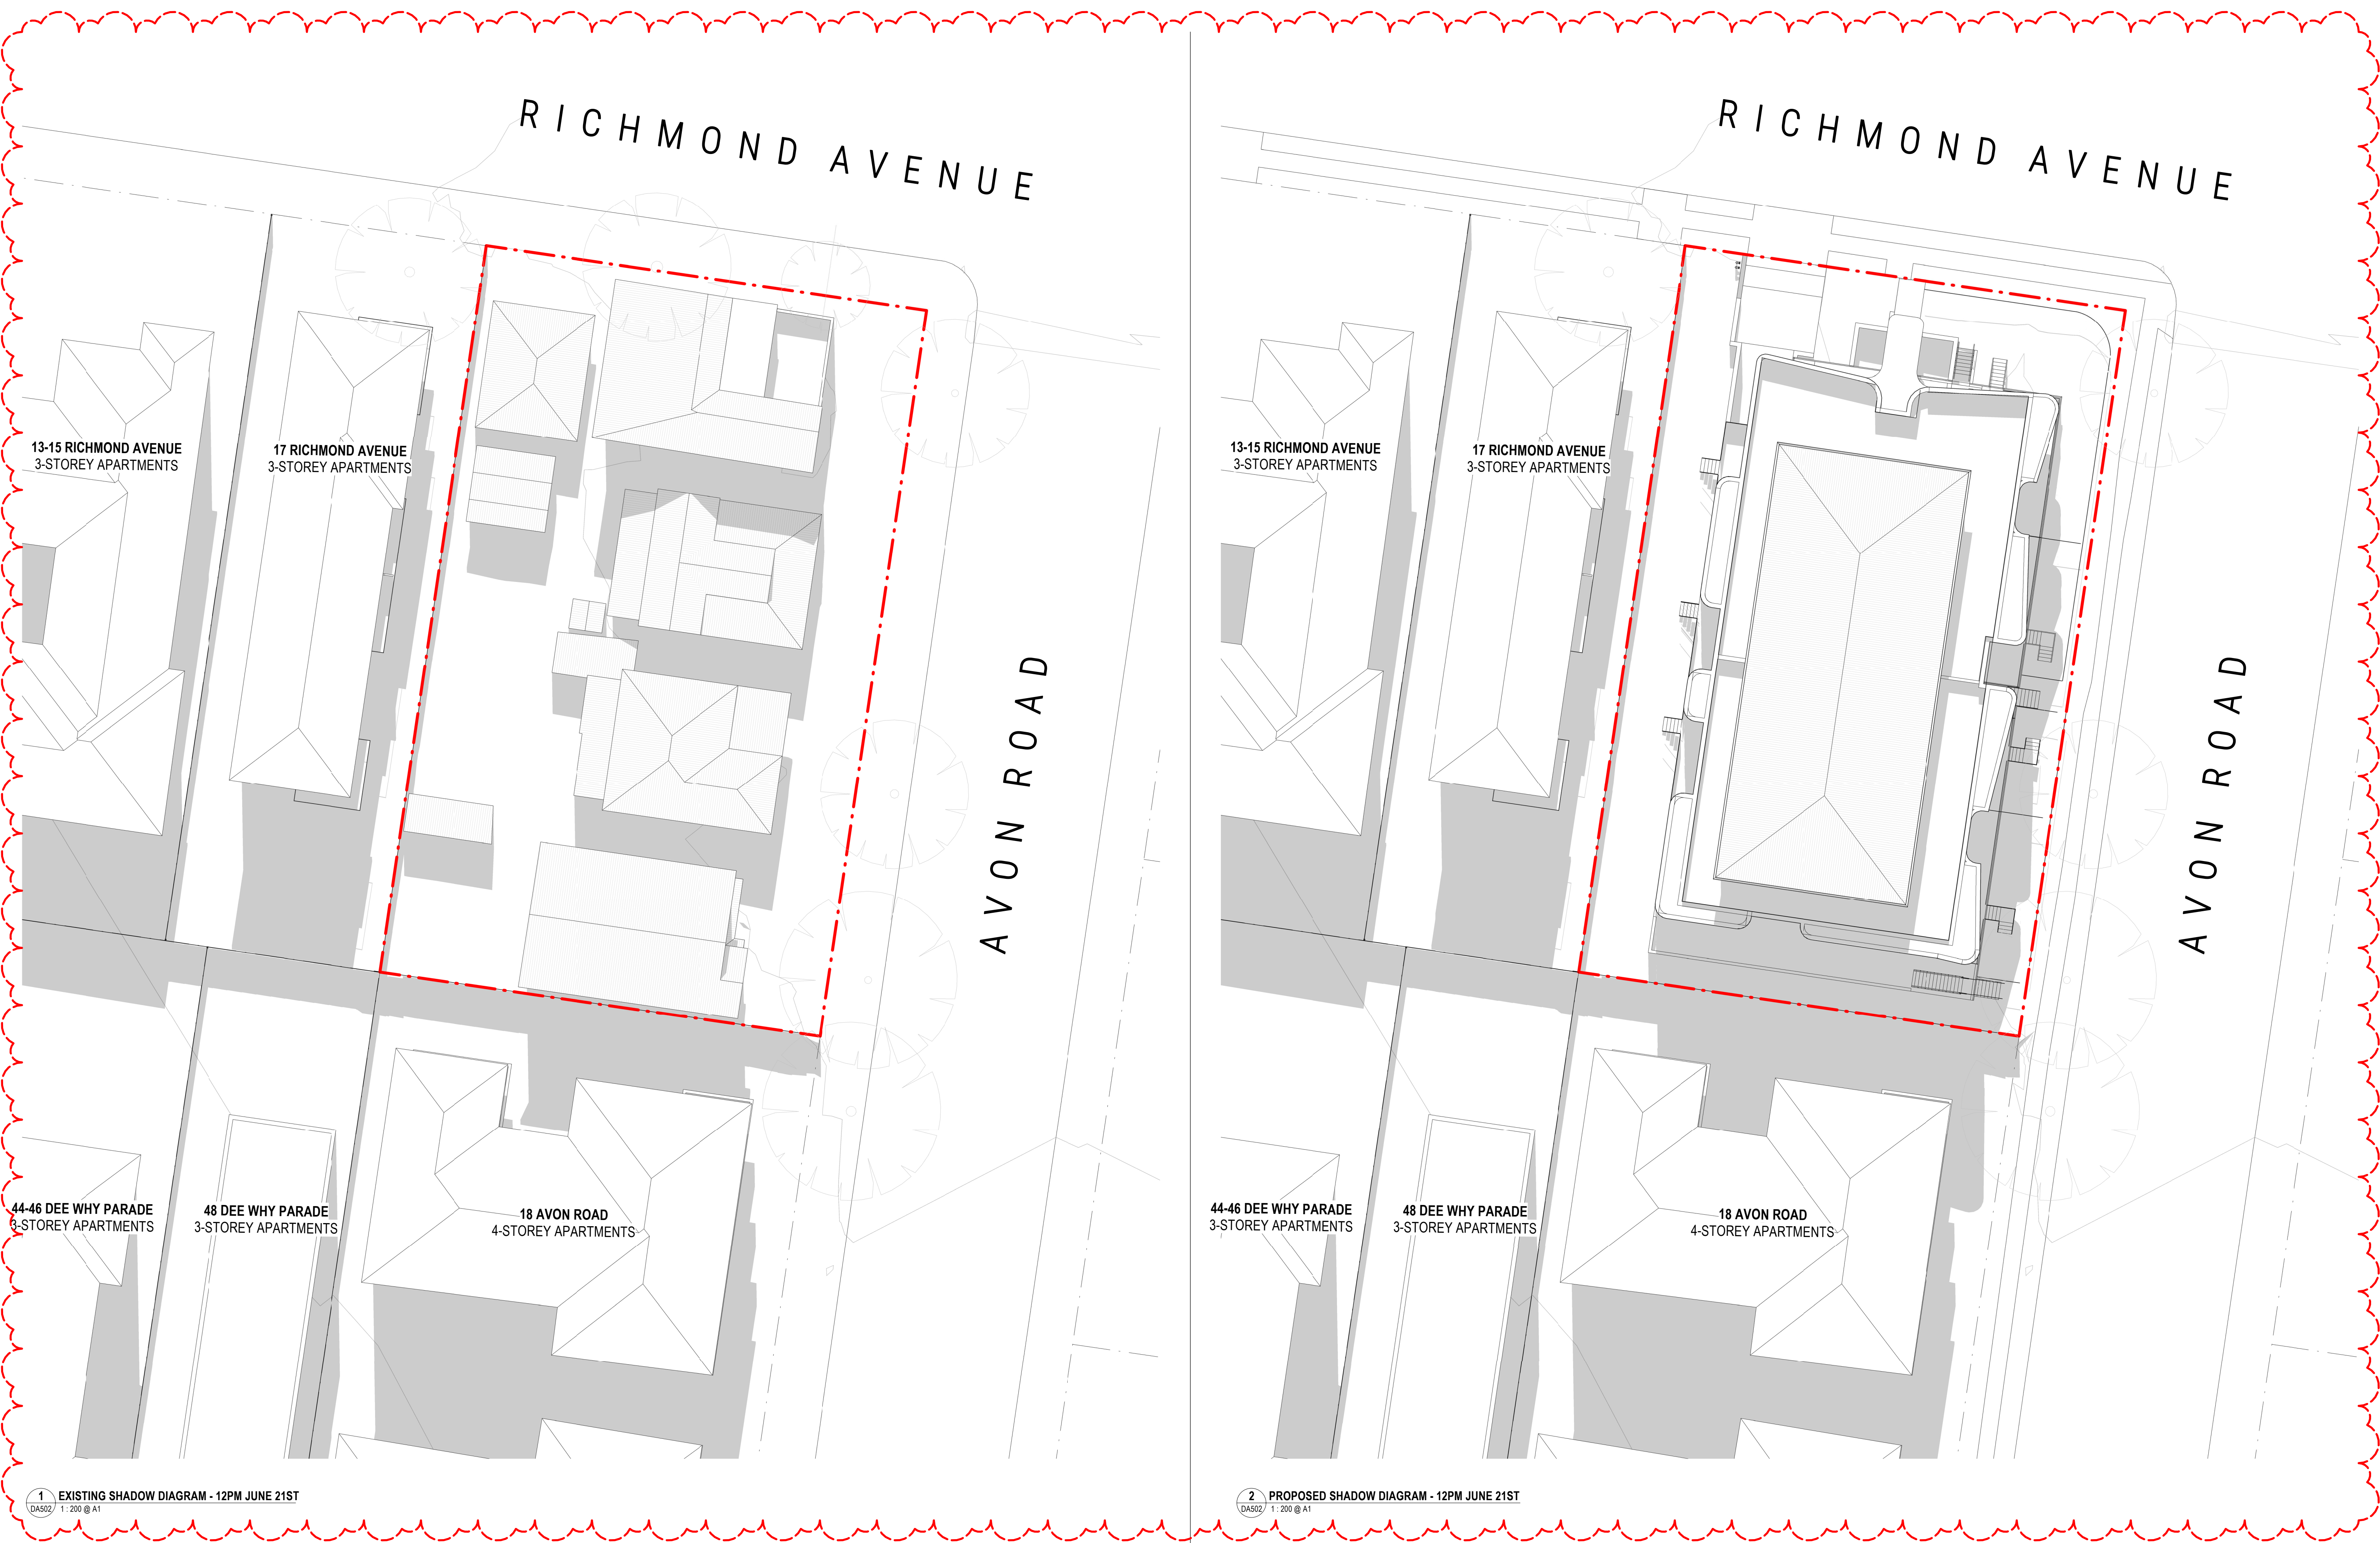 RICHMOND AVENUE
13-15 RICHMOND AVENUE
3-STOREY APARTMENTS
17 RICHMOND AVENUE
3-STOREY APARTMENTS
AVON ROAD
44-46 DEE WHY PARADE
3-STOREY APARTMENTS
48 DEE WHY PARADE
3-STOREY APARTMENTS
18 AVON ROAD
4-STOREY APARTMENTS
1
DA502
EXISTING SHADOW DIAGRAM - 12PM JUNE 21ST
1 : 200 @ A1
RICHMOND AVENUE
13-15 RICHMOND AVENUE
3-STOREY APARTMENTS
17 RICHMOND AVENUE
3-STOREY APARTMENTS
AVON ROAD
44-46 DEE WHY PARADE
3-STOREY APARTMENTS
48 DEE WHY PARADE
3-STOREY APARTMENTS
18 AVON ROAD
4-STOREY APARTMENTS
2
DA502
PROPOSED SHADOW DIAGRAM - 12PM JUNE 21ST
1 : 200 @ A1